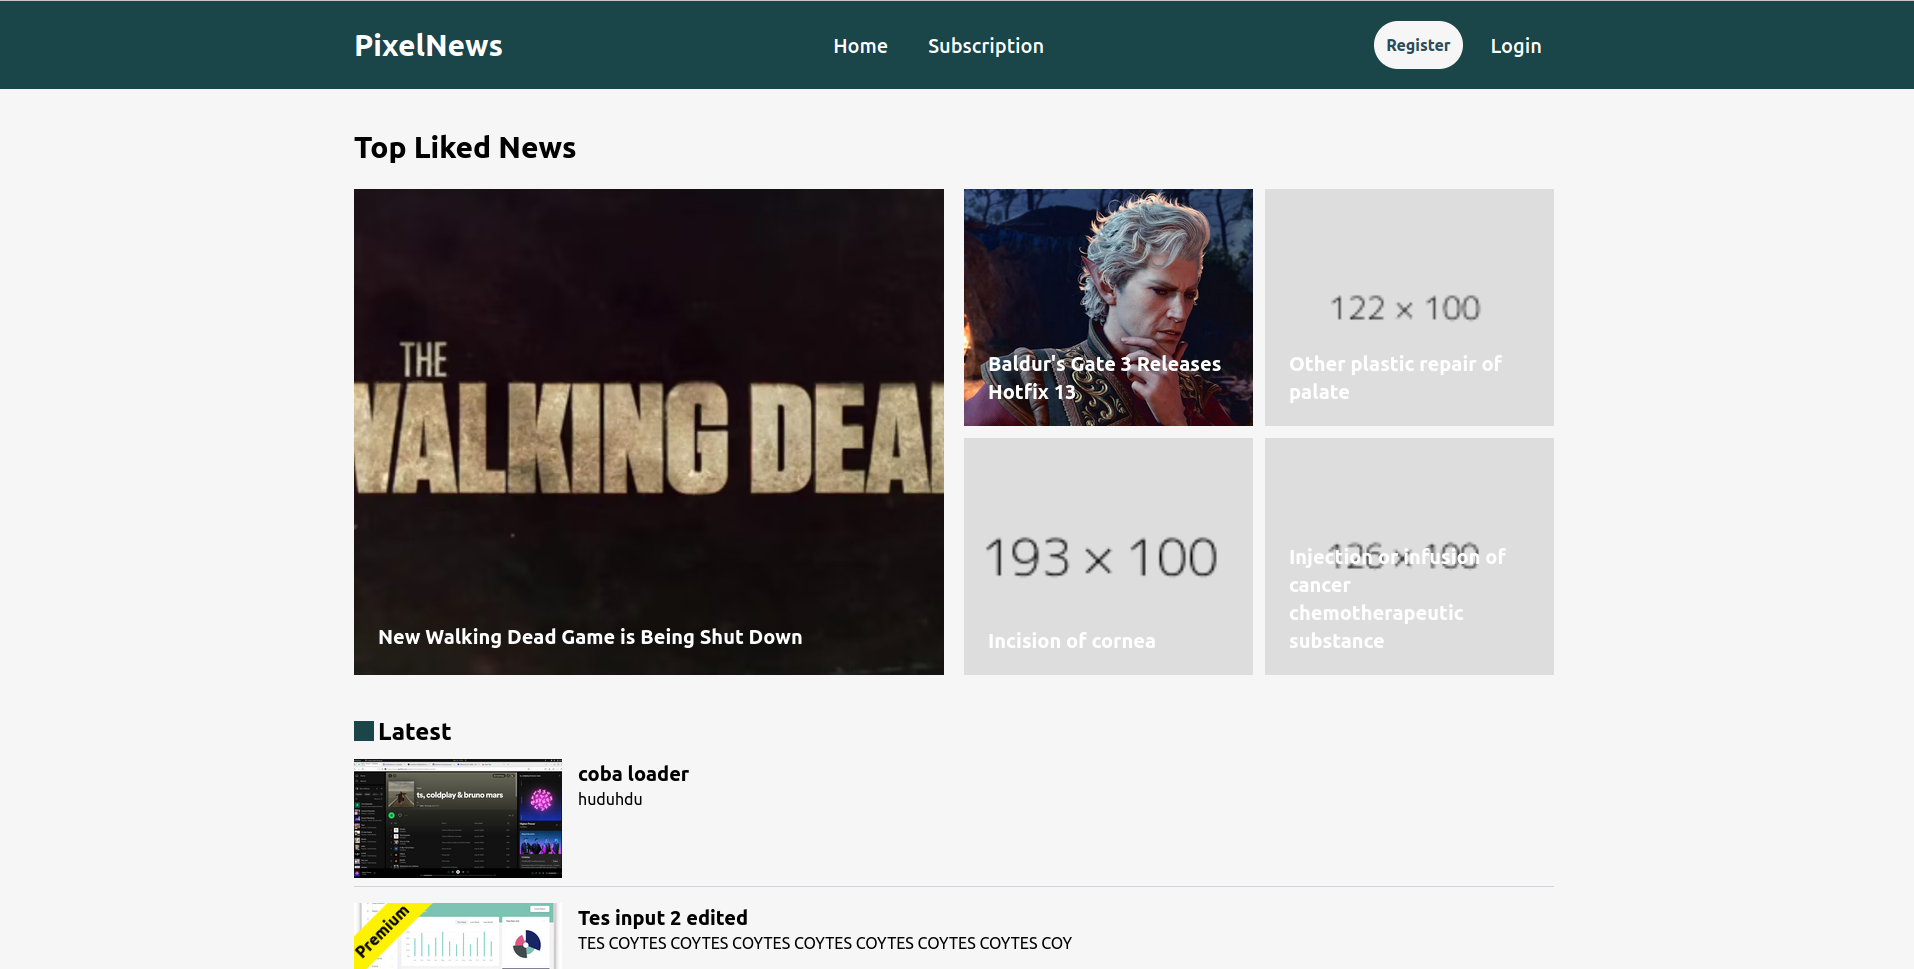 PixelNews
Home
Subscription
Register
Login
Top Liked News
THE
WALKING DEAD
New Walking Dead Game is Being Shut Down
Baldur's Gate 3 Releases
Hotfix 13
122 × 100
Other plastic repair of
palate
193 × 100
Incision of cornea
126 × 100
Injection or infusion of
cancer
chemotherapeutic
substance
Latest
ts, coldplay & bruno mars
coba loader
huduhdu
Premium
Tes input 2 edited
TES COYTES COYTES COYTES COYTES COYTES COYTES COYTES COY